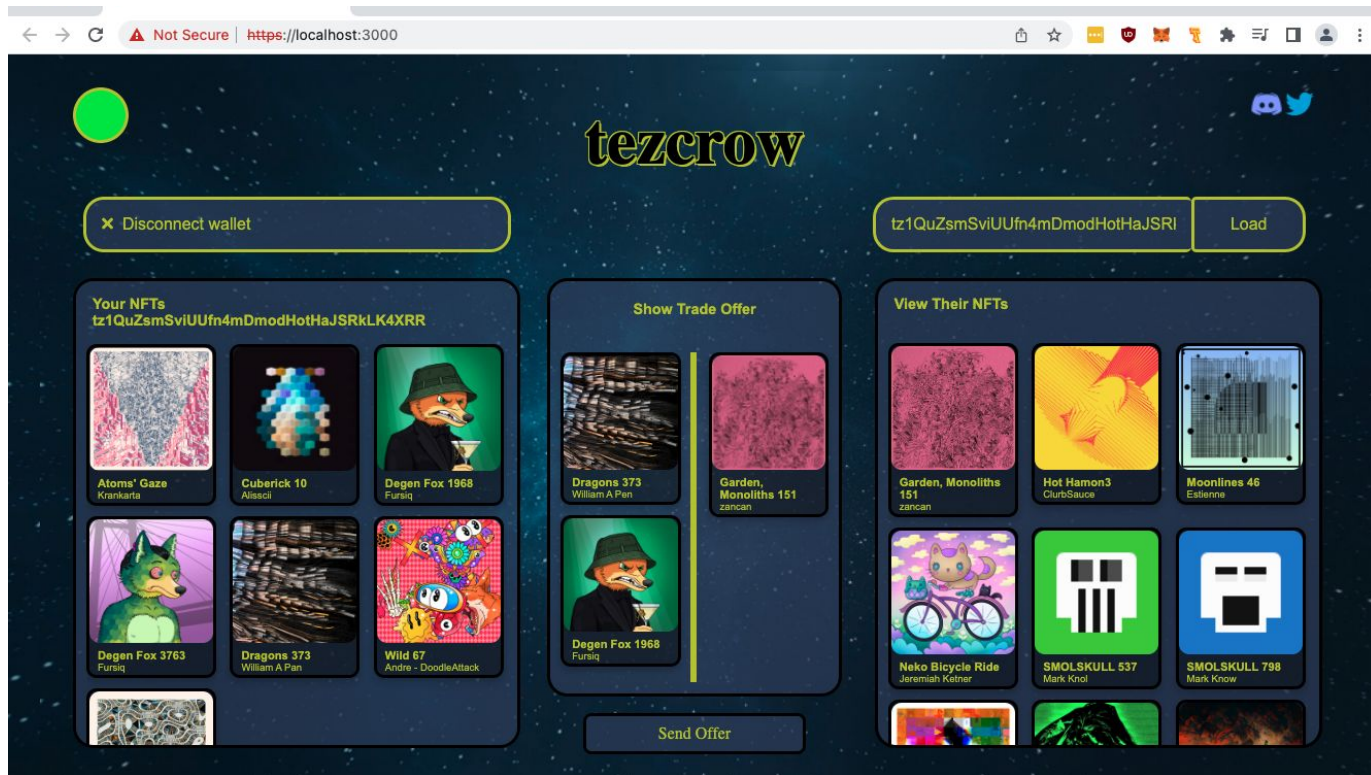 Not Secure
https://localhost:3000
tezcrow
× Disconnect wallet
tz1QuZsmSviUUfn4mDmodHotHaJSRI
Load
Your NFTs
tz1QuZsmSviUUfn4mDmodHotHaJSRkLK4XRR
Atoms' Gaze
Krankarta
Cuberick 10
Alisscii
Degen Fox 1968
Fursiq
Degen Fox 3763
Fursiq
Dragons 373
William A Pan
Wild 67
Andre - DoodleAttack
Show Trade Offer
Dragons 373
William A Pen
Garden,
Monoliths 151
zancan
Degen Fox 1968
Fursiq
Send Offer
View Their NFTs
Garden, Monoliths
151
zancan
Hot Hamon3
ClurbSauce
Moonlines 46
Estienne
Neko Bicycle Ride
Jeremiah Ketner
SMOLSKULL 537
Mark Knol
SMOLSKULL 798
Mark Know